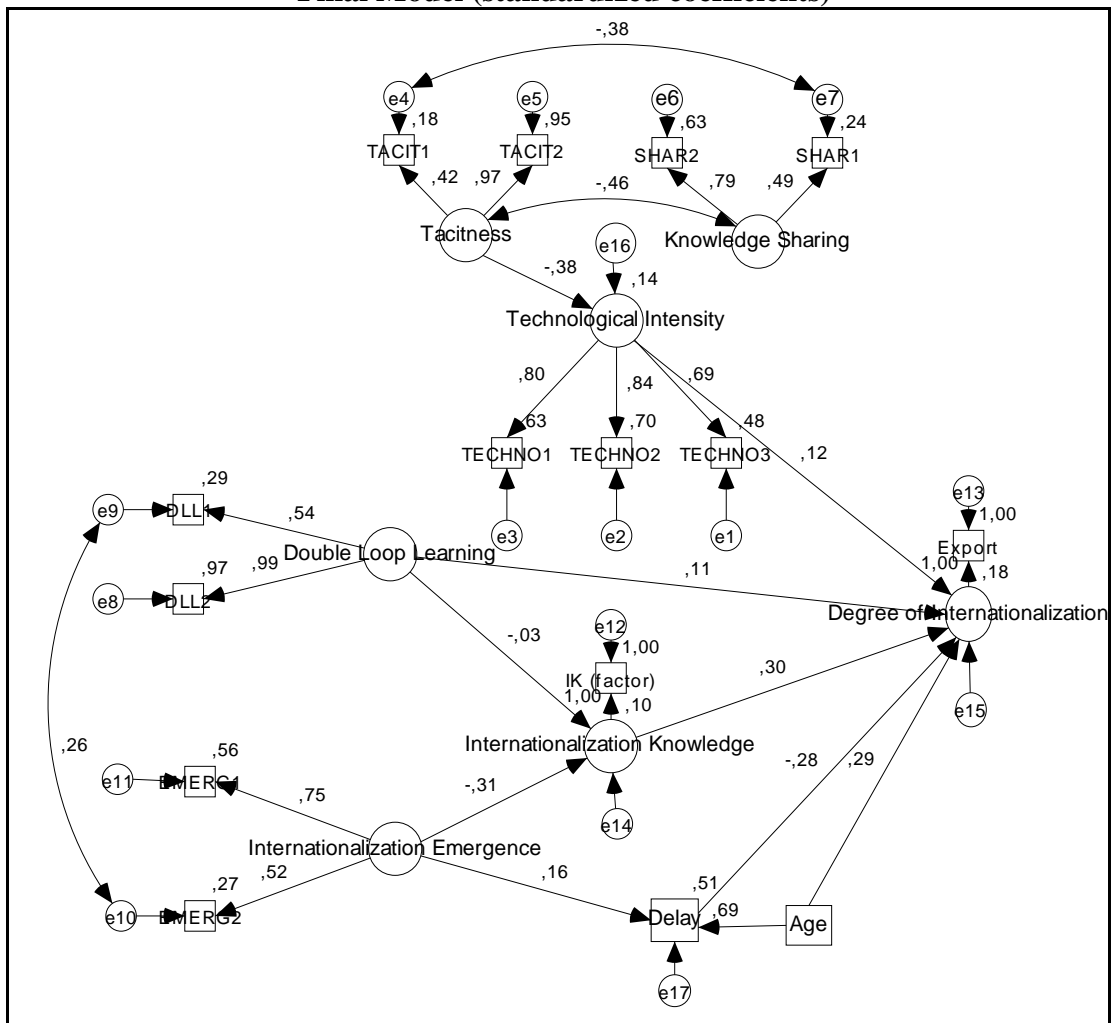 Final Model (standardized coefficients)
-,38
e4 e5 e6 e7
,18 ,95 ,63 ,24
TACIT1 TACIT2 SHAR2 SHAR1
,42 ,97 -,46 ,79 ,49
Tacitness Knowledge Sharing
e16
-,38 ,14
Technological Intensity
,80 ,84 ,69
,63 ,70 ,48
TECHNO1 TECHNO2 TECHNO3 ,12
e3 e2 e1
,29 e13
e9 DLL1 ,54 1,00
Double Loop Learning Export
,97 ,99 ,11 1,00 ,18
e8 DLL2 Degree of Internationalization
-,03 e12
1,00 ,30
IK (factor)
1,00 ,10 e15
Internationalization Knowledge
,26 ,56 -,28 ,29
e11 EMERG1 ,75 -,31
e14
Internationalization Emergence
,27 ,52 ,16 ,51
e10 EMERG2 Delay ,69 Age
e17